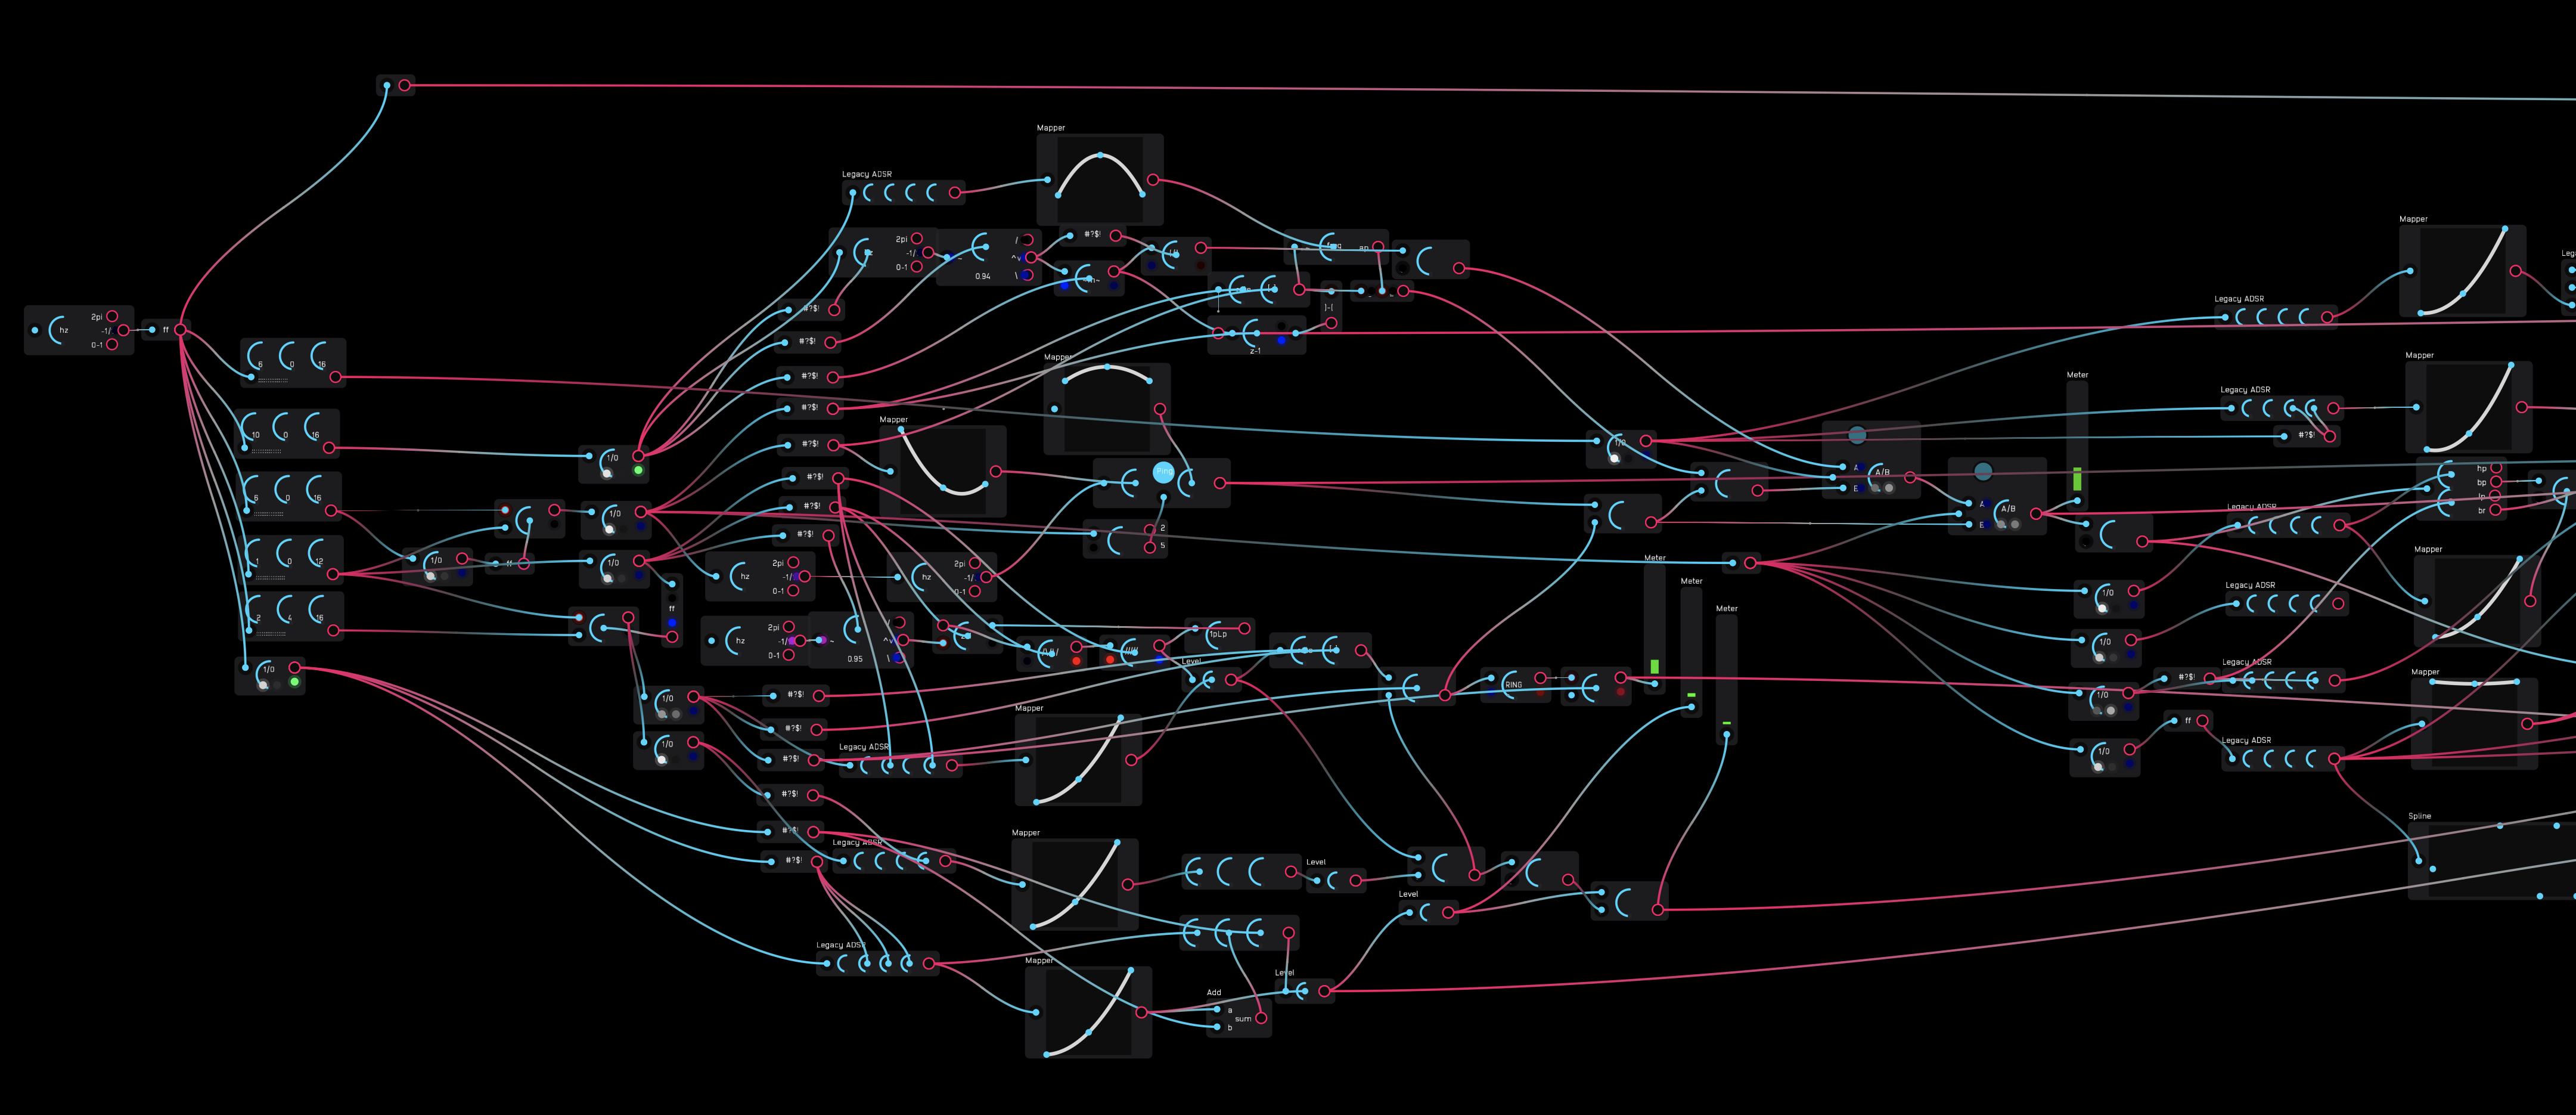 Mapper
Legacy ADSR
2pi
-1/
0-1
0.94
/
^v
\
#?$!
hz
2pi
-1/
0-1
ff
6 0 16
#?$!
#?$!
z-1
]-[
Mapper
Legacy ADSR
#?$!
Mapper
Mapper
Meter
Legacy ADSR
10 0 16
#?$!
Mapper
#?$!
1/0
1/0
A/B
#?$!
1/0
#?$!
Ping
hp
bp
lp
br
6 0 16
#?$!
Legacy ADSR
A/B
1/0
#?$!
2
5
1 0 12
1/0
ff
1/0
hz
2pi
-1/
0-1
hz
2pi
-1/
0-1
Meter
Meter
Mapper
Legacy ADSR
1/0
2 4 16
ff
Meter
hz
2pi
-1/
0-1
0.95
^v
\
1pLp
1/0
Level
Legacy ADSR
1/0
#?$!
RING
#?$!
1/0
Mapper
1/0
#?$!
Mapper
ff
1/0
#?$!
Legacy ADSR
Legacy ADSR
1/0
#?$!
Spline
#?$!
Mapper
Legacy ADSR
#?$!
Level
Level
Legacy ADSR
Mapper
Level
Add
a
sum
b